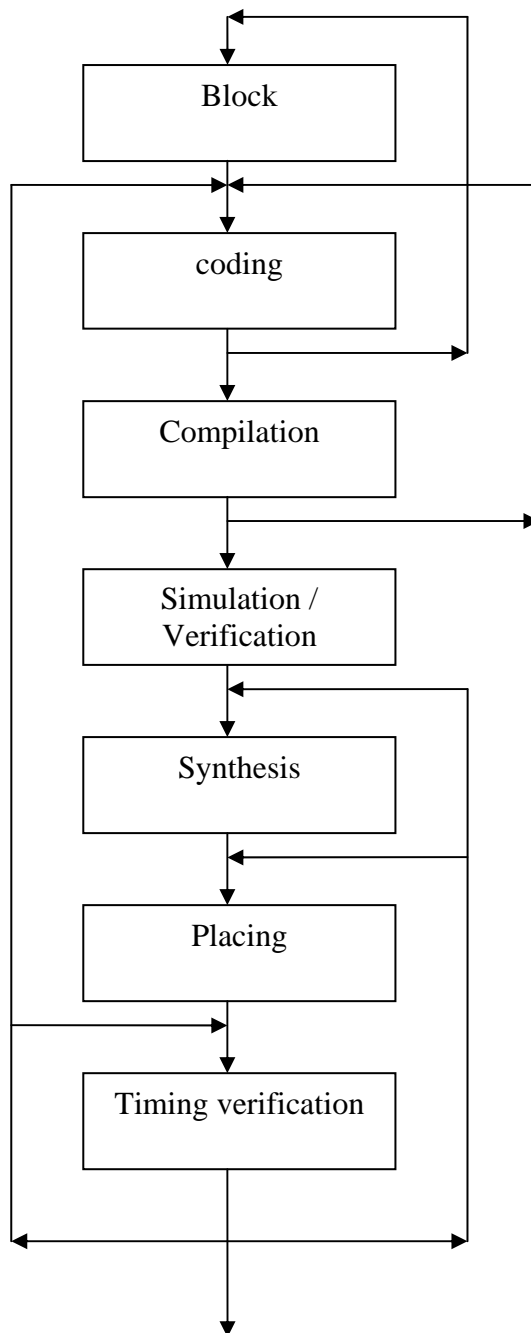 Block
coding
Compilation
Simulation /
Verification
Synthesis
Placing
Timing verification